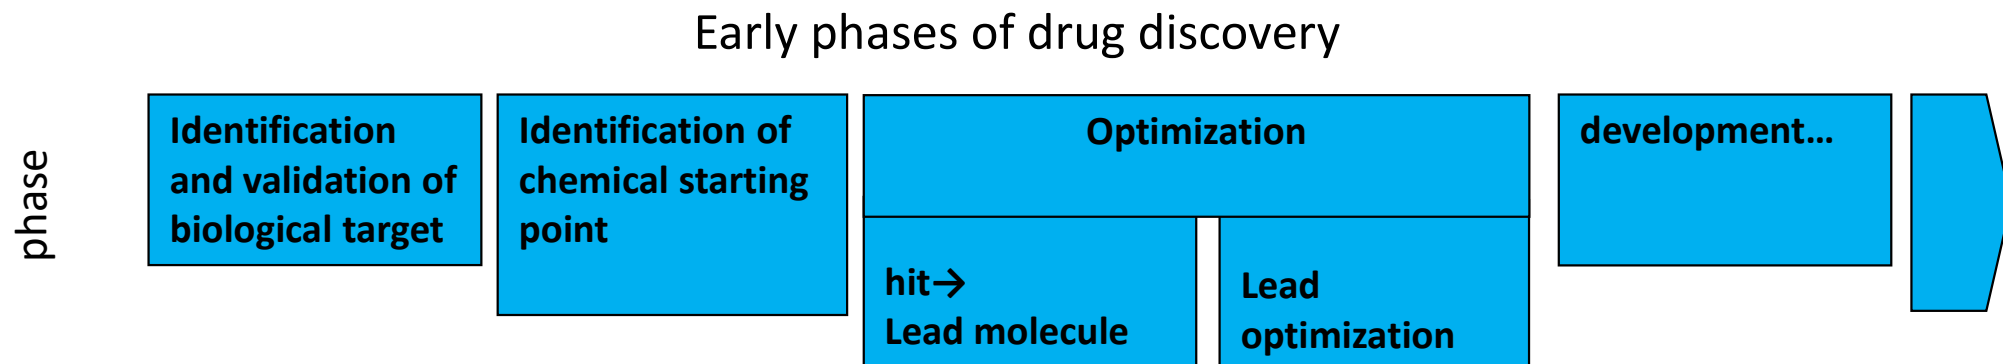 Early phases of drug discovery
phase
Identification
and validation of
biological target
Identification of
chemical starting
point
Optimization
hit→
Lead molecule
Lead
optimization
development…